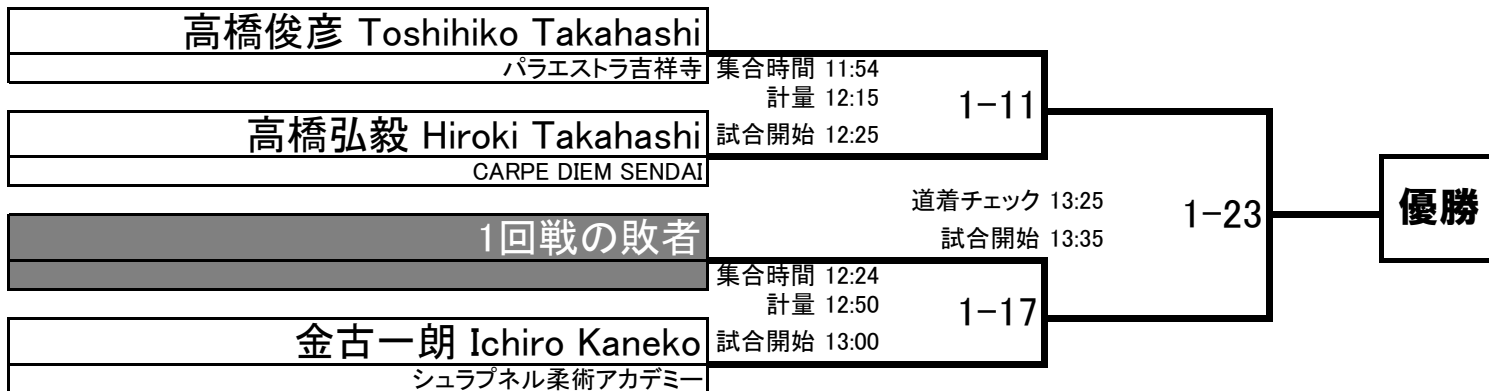 高橋俊彦 Toshihiko Takahashi
パラエストラ吉祥寺
集合時間 11:54
計量 12:15
1-11
高橋弘毅 Hiroki Takahashi
試合開始 12:25
CARPE DIEM SENDAI
道着チェック 13:25
1-23
優勝
1回戦の敗者
試合開始 13:35
集合時間 12:24
計量 12:50
1-17
金古一朗 Ichiro Kaneko
試合開始 13:00
シュラプネル柔術アカデミー